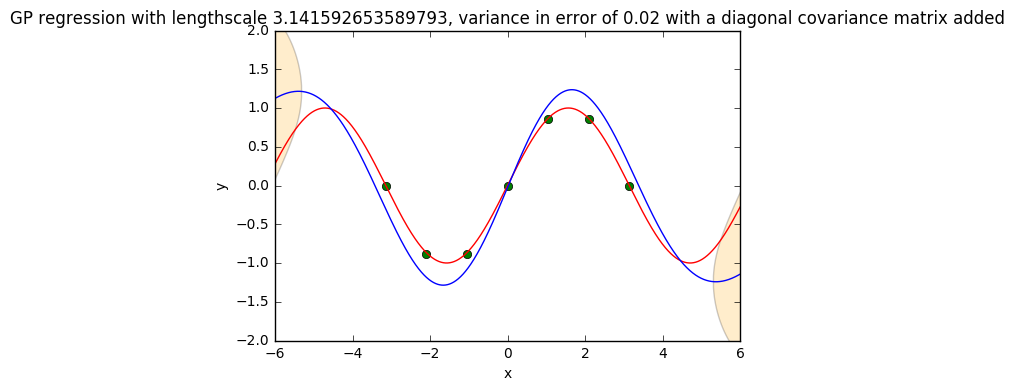 GP regression with lengthscale 3.141592653589793, variance in error of 0.02 with a diagonal covariance matrix added
2.0
1.5
1.0
0.5
0.0
−0.5
−1.0
−1.5
−2.0
y
−6 −4 −2 0 2 4 6
x